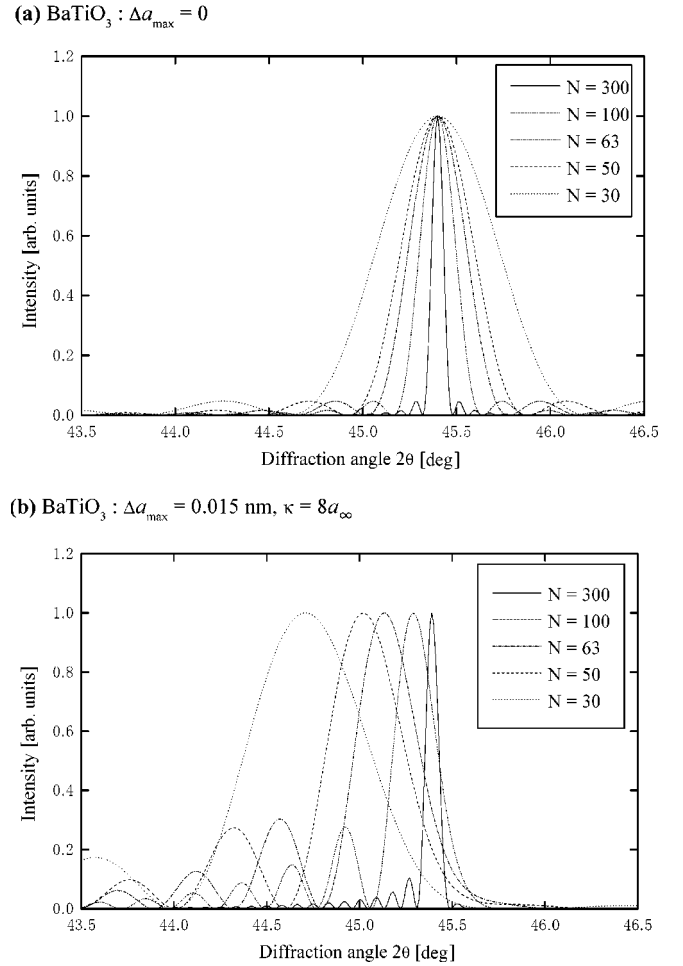 (a) BaTiO₃ : Δa_max = 0
1.2
1.0
0.8
0.6
0.4
0.2
0.0
Intensity [arb. units]
N = 300
N = 100
N = 63
N = 50
N = 30
43.5 44.0 44.5 45.0 45.5 46.0 46.5
Diffraction angle 2θ [deg]
(b) BaTiO₃ : Δa_max = 0.015 nm, κ = 8a_∞
1.2
1.0
0.8
0.6
0.4
0.2
0.0
Intensity [arb. units]
N = 300
N = 100
N = 63
N = 50
N = 30
43.5 44.0 44.5 45.0 45.5 46.0 46.5
Diffraction angle 2θ [deg]